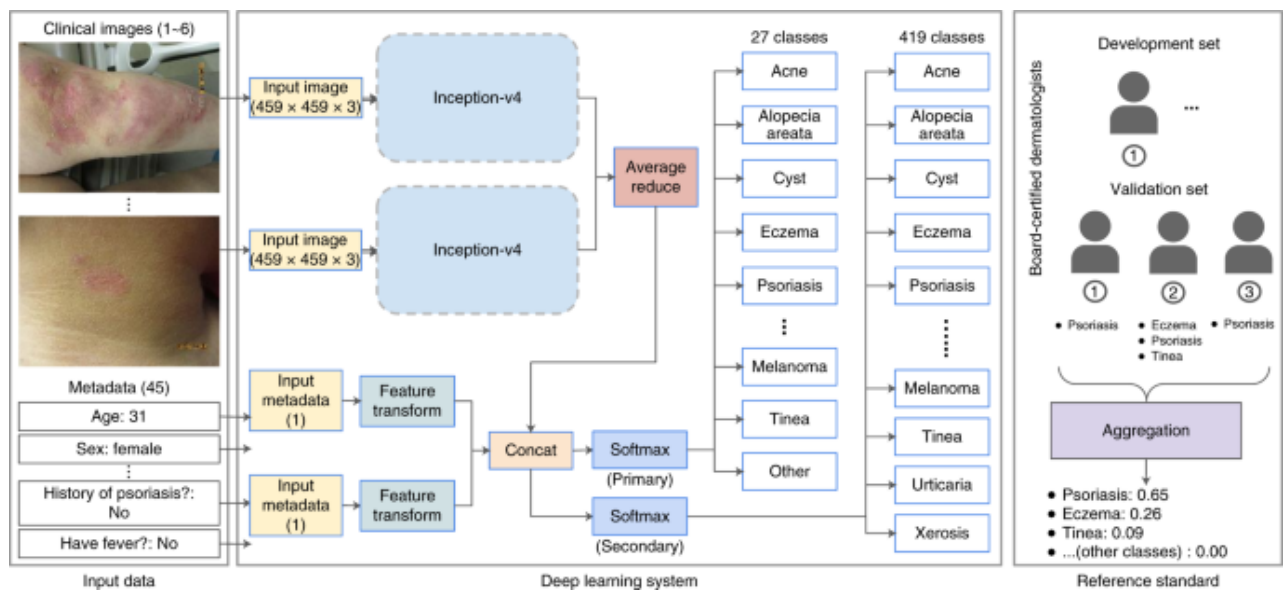 Clinical images (1~6)
Metadata (45)
Age: 31
Sex: female
History of psoriasis?:
No
Have fever?: No
Input data
Input image
(459 × 459 × 3)
Inception-v4
Input image
(459 × 459 × 3)
Inception-v4
Average
reduce
Input
metadata
(1)
Feature
transform
Input
metadata
(1)
Feature
transform
Concat
Softmax
(Primary)
Softmax
(Secondary)
27 classes
Acne
Alopecia
areata
Cyst
Eczema
Psoriasis
Melanoma
Tinea
Other
419 classes
Acne
Alopecia
areata
Cyst
Eczema
Psoriasis
Melanoma
Tinea
Urticaria
Xerosis
Deep learning system
Board-certified dermatologists
Development set
1
...
Validation set
1
2
3
● Psoriasis
● Eczema
● Psoriasis
● Tinea
● Psoriasis
Aggregation
● Psoriasis: 0.65
● Eczema: 0.26
● Tinea: 0.09
● ...(other classes) : 0.00
Reference standard